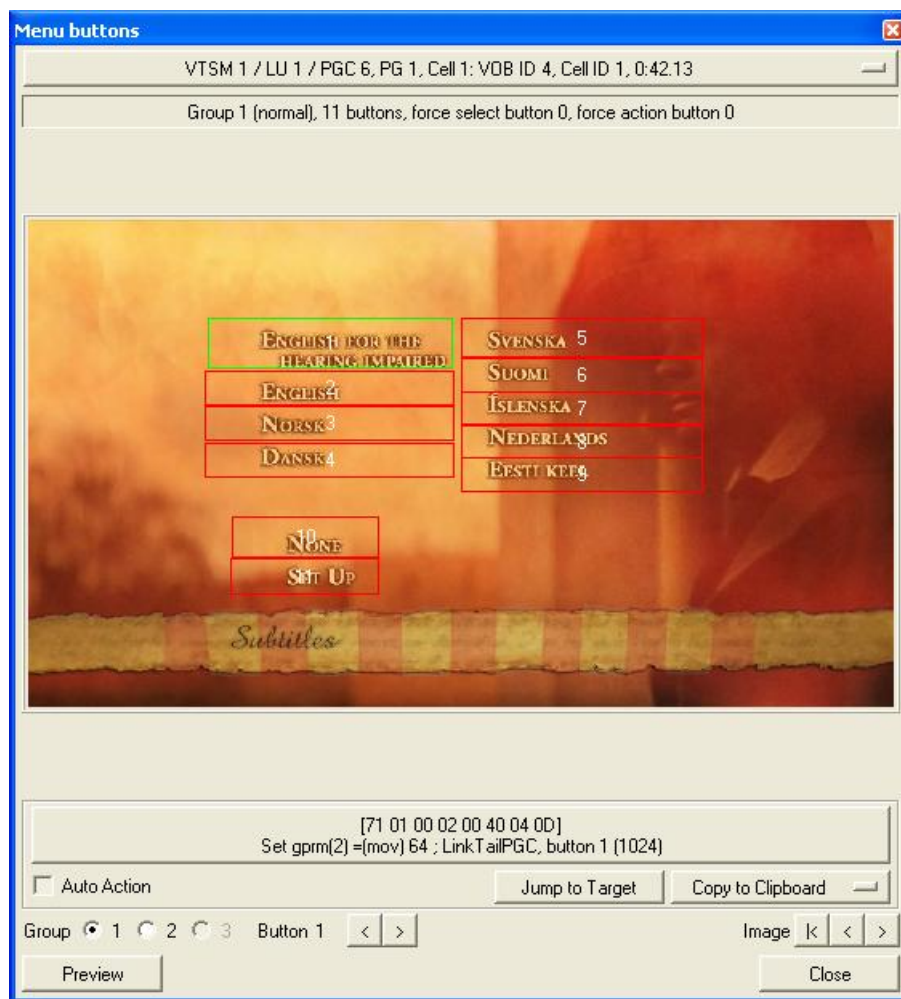 Menu buttons
VTSM 1 / LU 1 / PGC 6, PG 1, Cell 1: VOB ID 4, Cell ID 1, 0:42.13
Group 1 (normal), 11 buttons, force select button 0, force action button 0
English for the
hearing impaired
1
English
2
Norsk
3
Dansk
4
Svenska
5
Suomi
6
Íslenska
7
Nederlands
8
Eesti keel
9
None
10
Set Up
11
Subtitles
[71 01 00 02 00 40 04 0D]
Set gprm(2) =(mov) 64 ; LinkTailPGC, button 1 (1024)
Auto Action
Jump to Target
Copy to Clipboard
Group 1 2 3 Button 1 < > Image |< < >
Preview
Close